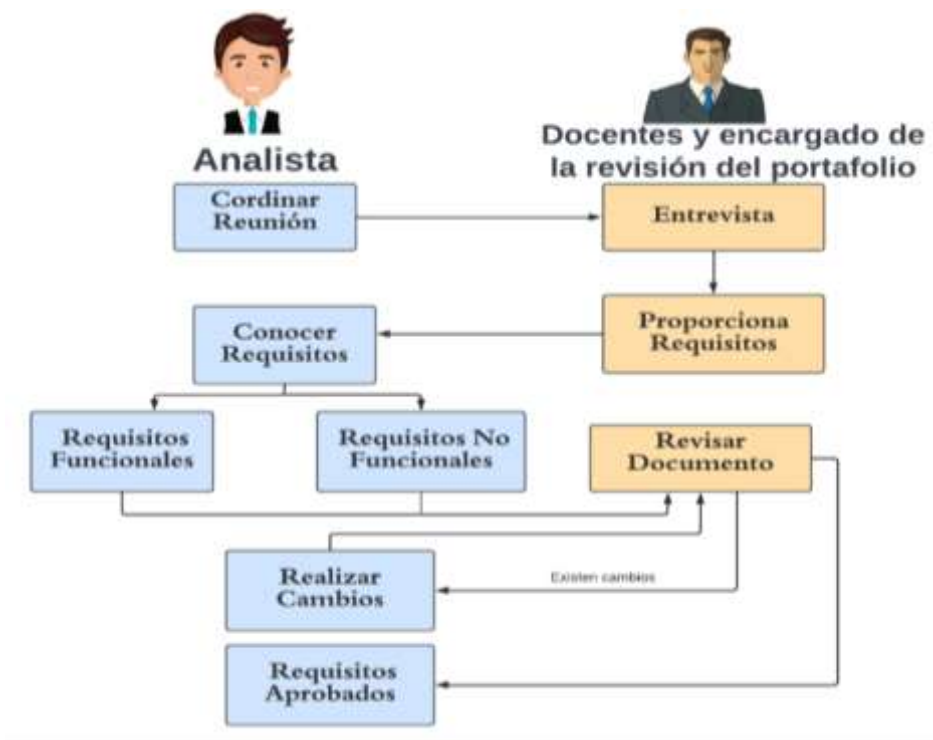 Analista
Docentes y encargado de
la revisión del portafolio
Cordinar
Reunión
Entrevista
Proporciona
Requisitos
Conocer
Requisitos
Requisitos
Funcionales
Requisitos No
Funcionales
Revisar
Documento
Existen cambios
Realizar
Cambios
Requisitos
Aprobados